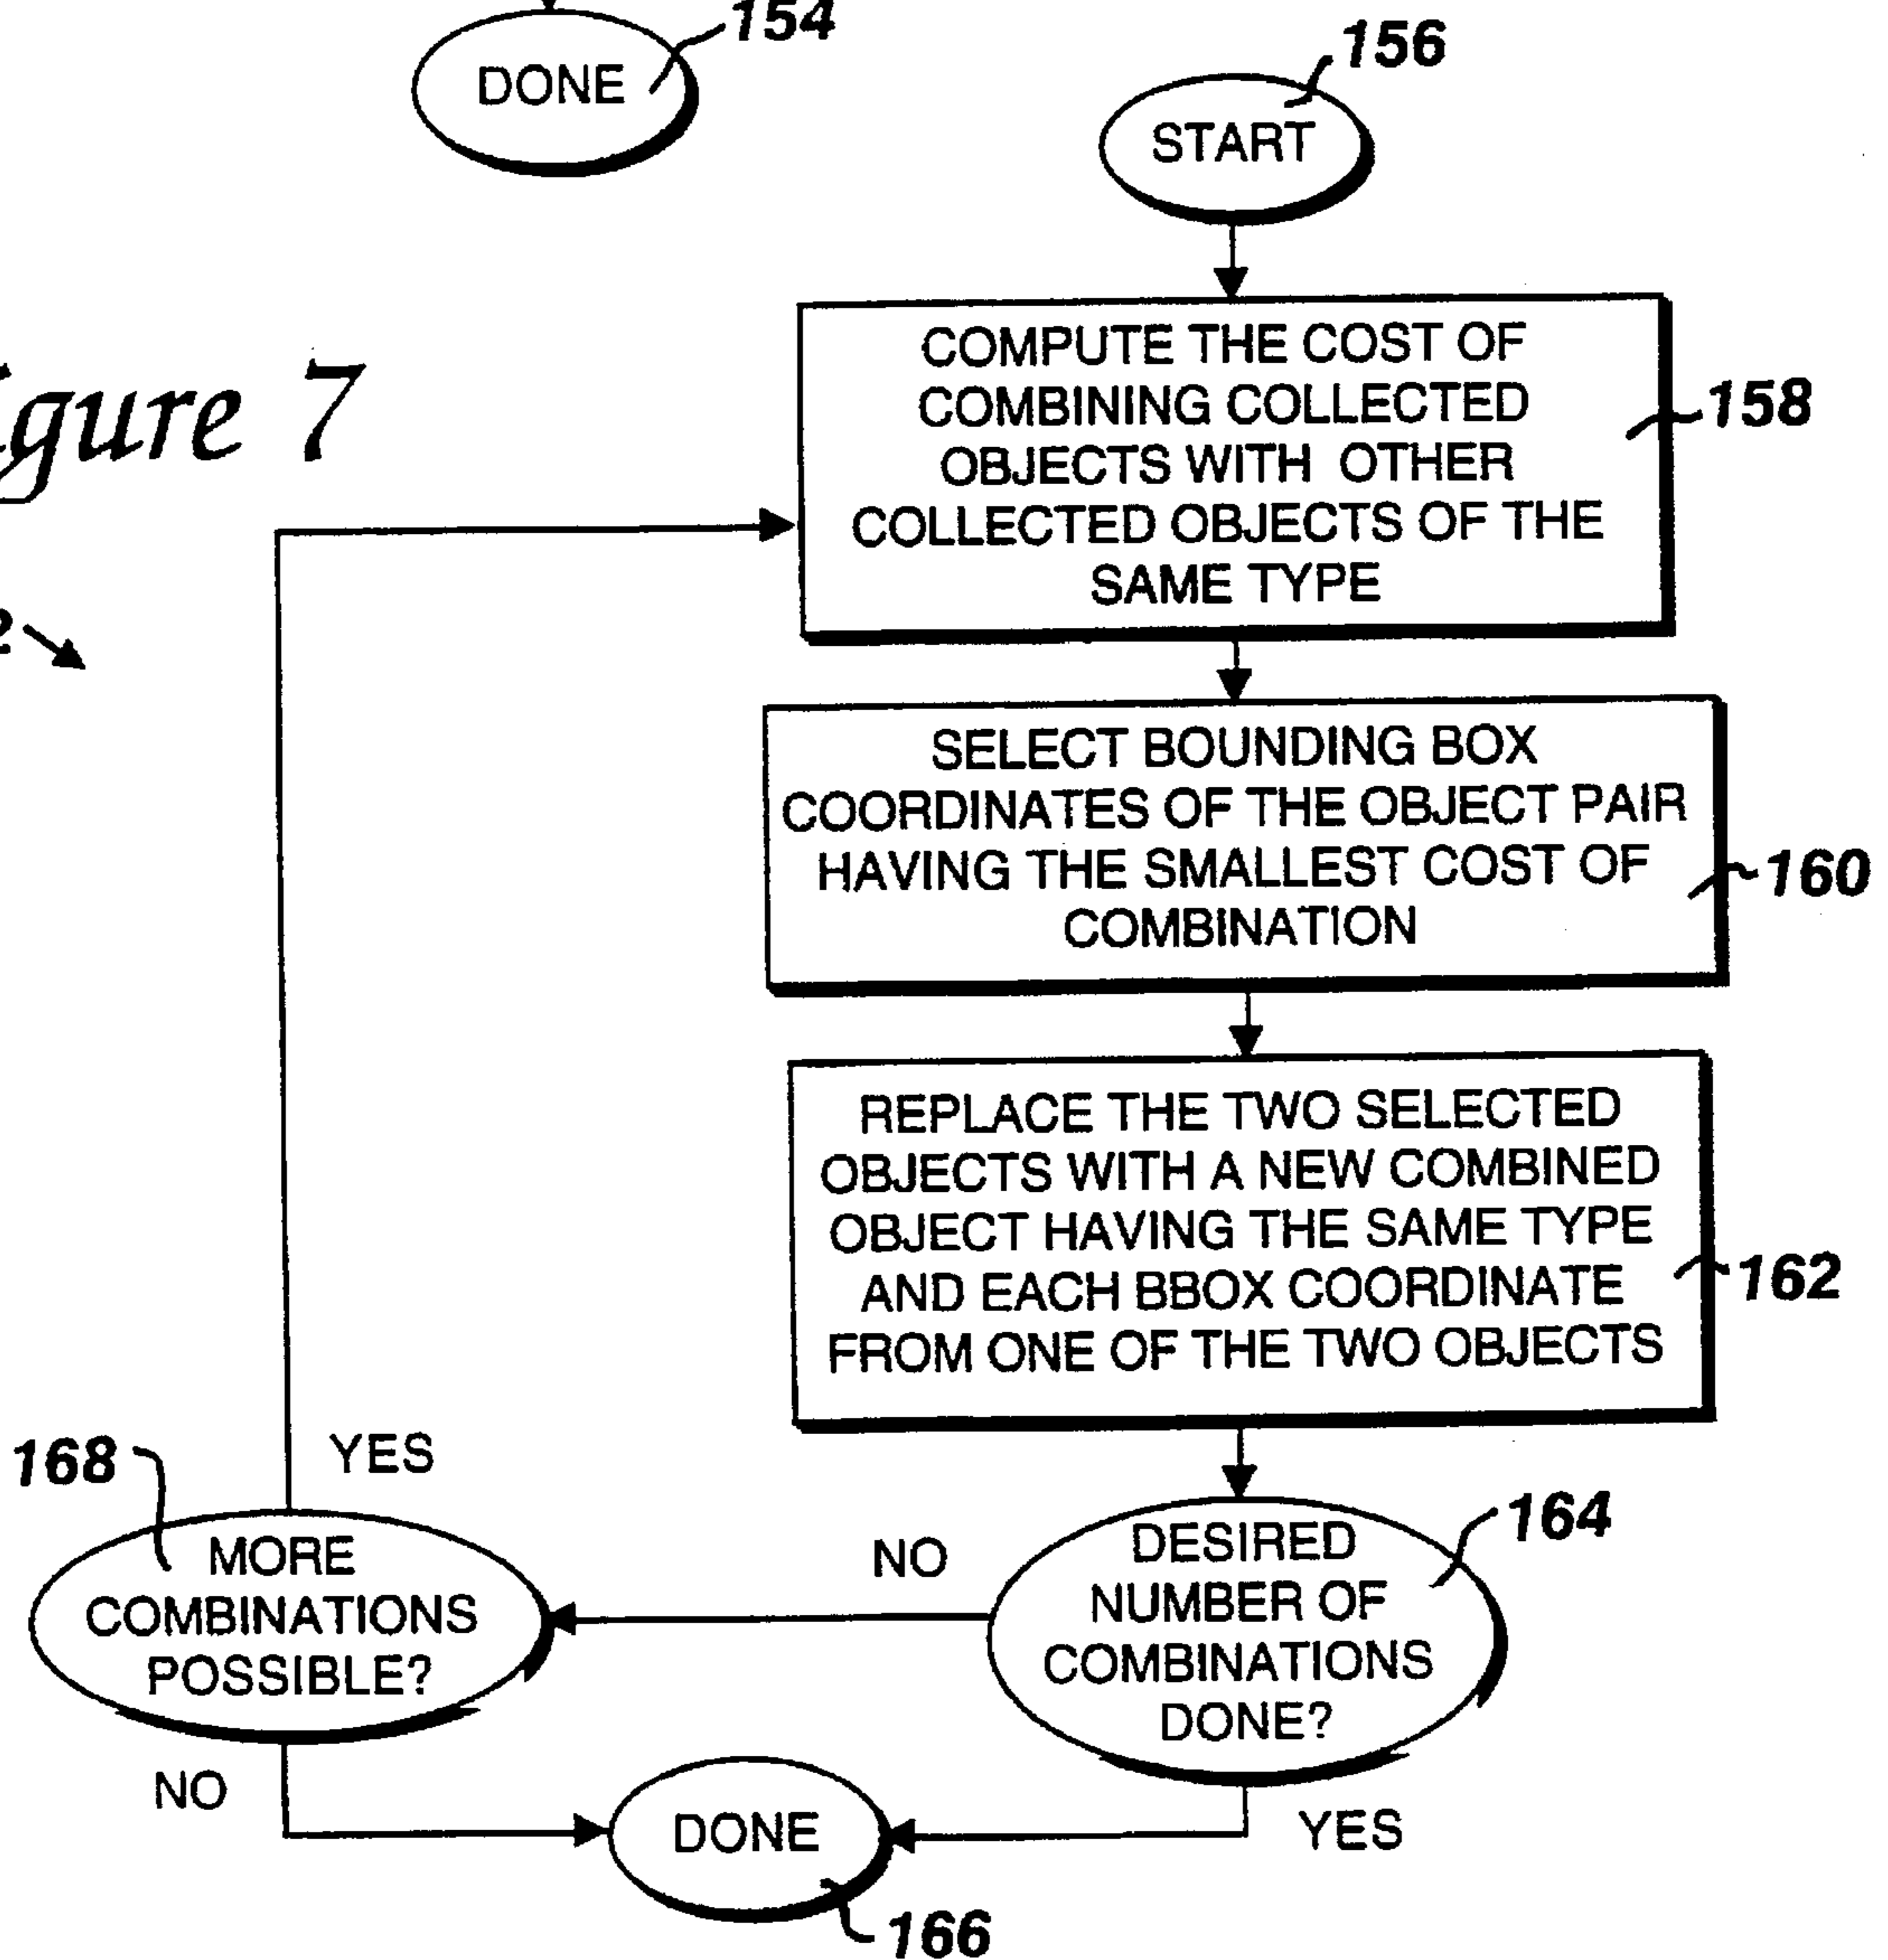 154
DONE
156
START
COMPUTE THE COST OF
COMBINING COLLECTED
OBJECTS WITH OTHER
COLLECTED OBJECTS OF THE
SAME TYPE
158
gure 7
SELECT BOUNDING BOX
COORDINATES OF THE OBJECT PAIR
HAVING THE SMALLEST COST OF
COMBINATION
160
REPLACE THE TWO SELECTED
OBJECTS WITH A NEW COMBINED
OBJECT HAVING THE SAME TYPE
AND EACH BBOX COORDINATE
FROM ONE OF THE TWO OBJECTS
162
168
YES
MORE
COMBINATIONS
POSSIBLE?
NO
DESIRED
NUMBER OF
COMBINATIONS
DONE?
164
NO
DONE
YES
166